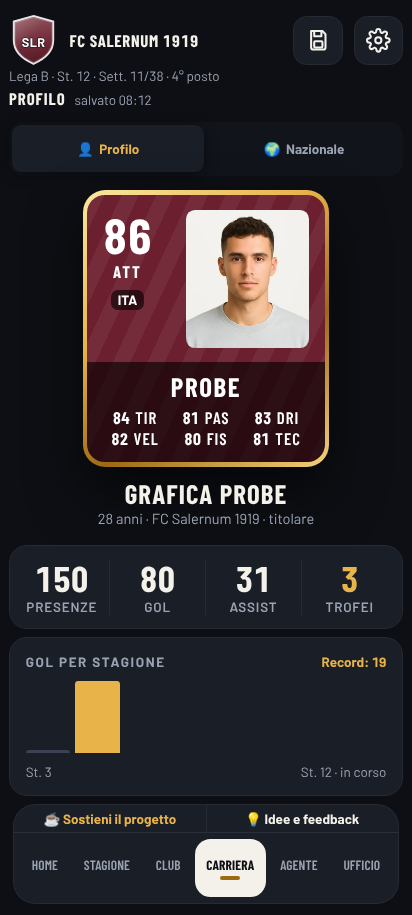 SLR
FC SALERNUM 1919
Lega B · St. 12 · Sett. 11/38 · 4° posto
PROFILO salvato 08:12
👤 Profilo
🌍 Nazionale
86
ATT
ITA
PROBE
84 TIR 81 PAS 83 DRI
82 VEL 80 FIS 81 TEC
GRAFICA PROBE
28 anni · FC Salernum 1919 · titolare
150 80 31 3
PRESENZE GOL ASSIST TROFEI
GOL PER STAGIONE Record: 19
St. 3 St. 12 · in corso
☕ Sostieni il progetto 💡 Idee e feedback
HOME STAGIONE CLUB CARRIERA AGENTE UFFICIO